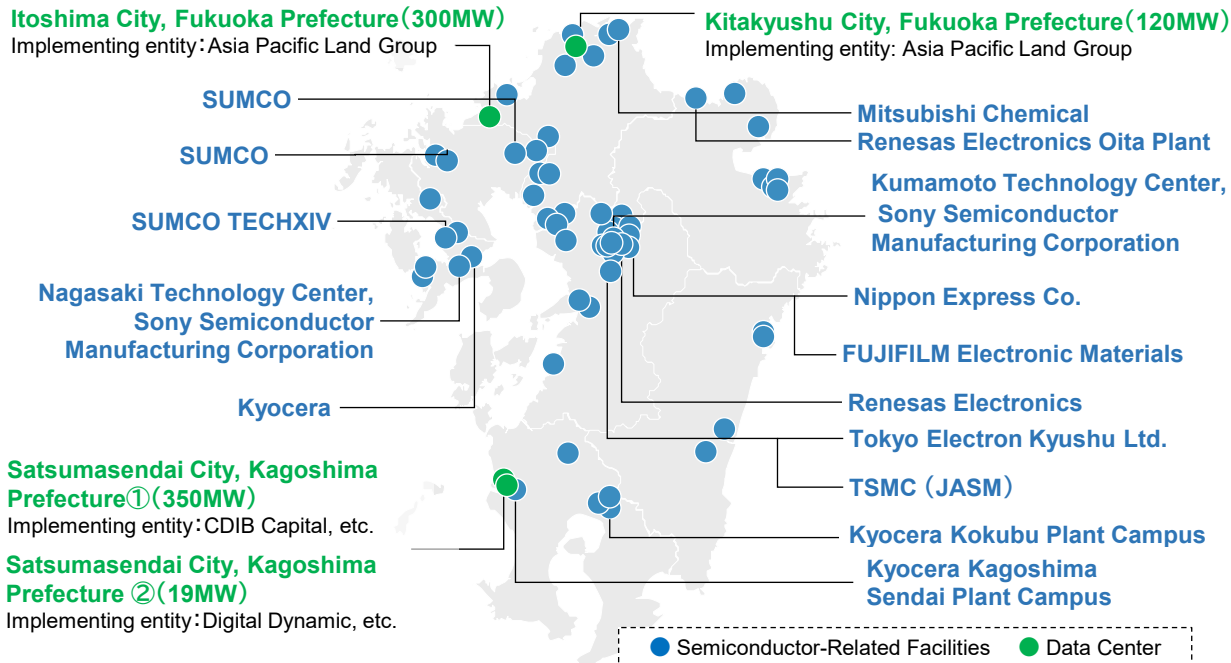 Itoshima City, Fukuoka Prefecture(300MW)
Implementing entity:Asia Pacific Land Group
SUMCO
SUMCO
SUMCO TECHXIV
Nagasaki Technology Center,
Sony Semiconductor
Manufacturing Corporation
Kyocera
Satsumasendai City, Kagoshima
Prefecture①(350MW)
Implementing entity:CDIB Capital, etc.
Satsumasendai City, Kagoshima
Prefecture ②(19MW)
Implementing entity:Digital Dynamic, etc.
Kitakyushu City, Fukuoka Prefecture(120MW)
Implementing entity: Asia Pacific Land Group
Mitsubishi Chemical
Renesas Electronics Oita Plant
Kumamoto Technology Center,
Sony Semiconductor
Manufacturing Corporation
Nippon Express Co.
FUJIFILM Electronic Materials
Renesas Electronics
Tokyo Electron Kyushu Ltd.
TSMC (JASM)
Kyocera Kokubu Plant Campus
Kyocera Kagoshima
Sendai Plant Campus
Semiconductor-Related Facilities
Data Center